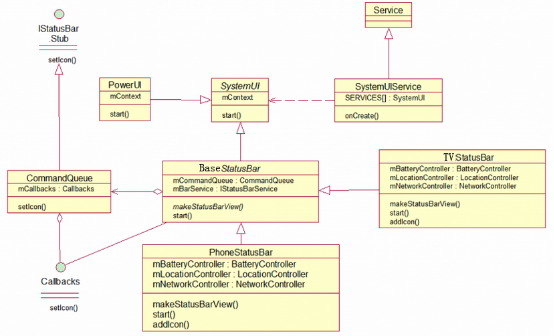 Service
IStatusBar
.Stub
setIcon()
PowerUI
mContext
start()
SystemUI
mContext
start()
SystemUIService
SERVICES[] : SystemUI
onCreate()
CommandQueue
mCallbacks : Callbacks
setIcon()
BaseStatusBar
mCommandQueue : CommandQueue
mBarService : IStatusBarService
makeStatusBarView()
start()
TVStatusBar
mBatteryController : BatteryController
mLocationController : LocationController
mNetworkController : NetworkController
makeStatusBarView()
start()
addIcon()
PhoneStatusBar
mBatteryController : BatteryController
mLocationController : LocationController
mNetworkController : NetworkController
makeStatusBarView()
start()
addIcon()
Callbacks
setIcon()